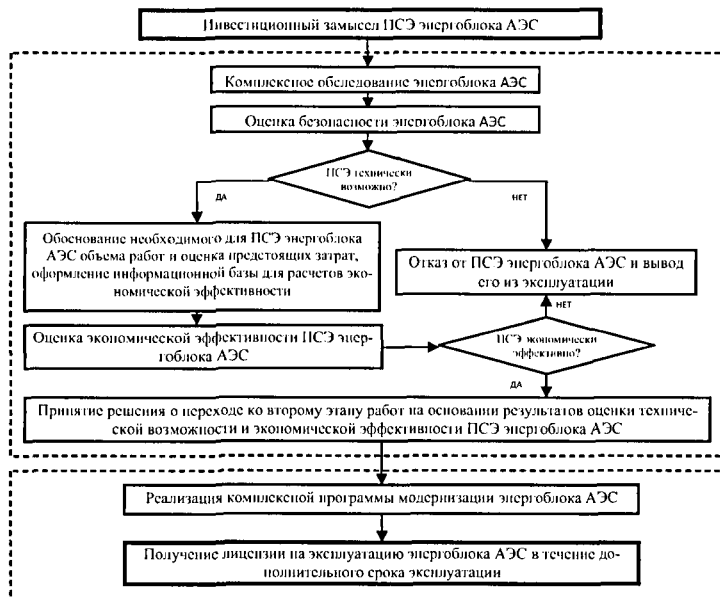 Инвестиционный замысел ПСЭ энергоблока АЭС
Комплексное обследование энергоблока АЭС
Оценка безопасности энергоблока АЭС
ПСЭ технически
возможно?
ДА
НЕТ
Обоснование необходимого для ПСЭ энергоблока
АЭС объема работ и оценка предстоящих затрат,
оформление информационной базы для расчетов эко-
номической эффективности
Отказ от ПСЭ энергоблока АЭС и вывод
его из эксплуатации
НЕТ
Оценка экономической эффективности ПСЭ энер-
гоблока АЭС
ПСЭ экономически
эффективно?
ДА
Принятие решения о переходе ко второму этапу работ на основании результатов оценки техниче-
ской возможности и экономической эффективности ПСЭ энергоблока АЭС
Реализация комплексной программы модернизации энергоблока АЭС
Получение лицензии на эксплуатацию энергоблока АЭС в течение до-
полнительного срока эксплуатации